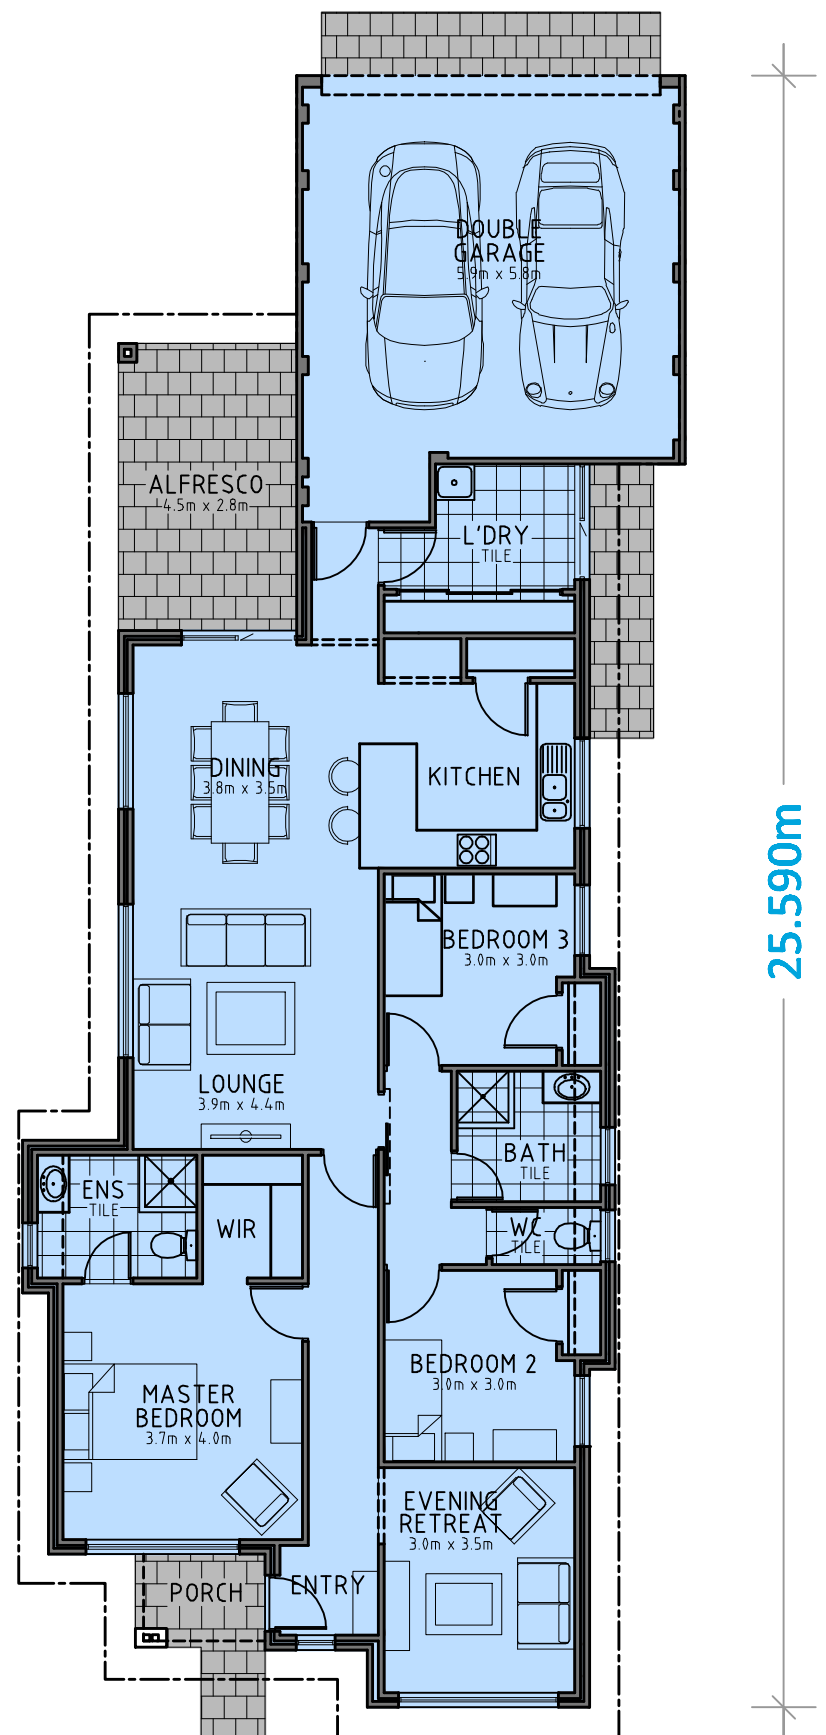 DOUBLE
GARAGE
5.9m x 5.8m
ALFRESCO
4.5m x 2.8m
L'DRY
TILE
DINING
3.8m x 3.5m
KITCHEN
25.590m
BEDROOM 3
3.0m x 3.0m
LOUNGE
3.9m x 4.4m
BATH
TILE
ENS
TILE
WIR
WC
TILE
BEDROOM 2
3.0m x 3.0m
MASTER
BEDROOM
3.7m x 4.0m
EVENING
RETREAT
3.0m x 3.5m
PORCH
ENTRY